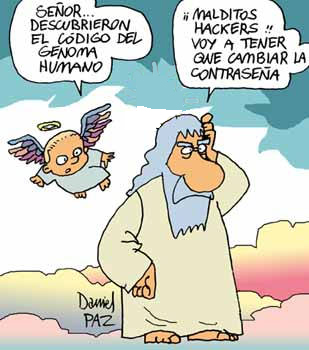 SEÑOR...
DESCUBRIERON
EL CÓDIGO DEL
GENOMA
HUMANO
¡¡MALDITOS
HACKERS!!
VOY A TENER
QUE CAMBIAR LA
CONTRASEÑA
Daniel
PAZ